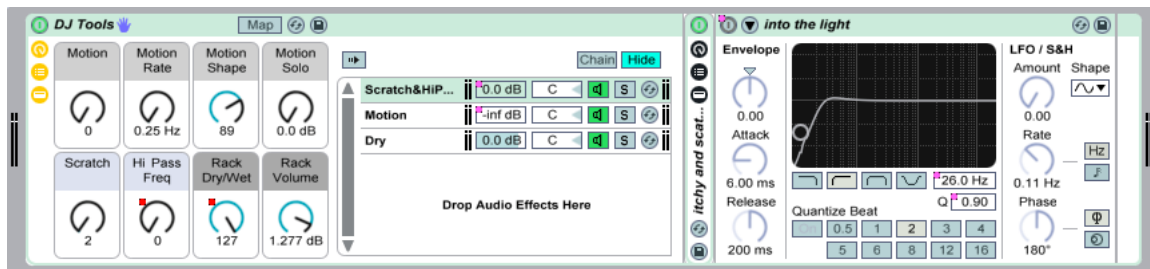 DJ Tools
Map
Motion
0
Motion
Rate
0.25 Hz
Motion
Shape
89
Motion
Solo
0.0 dB
Scratch
2
Hi Pass
Freq
0
Rack
Dry/Wet
127
Rack
Volume
1.277 dB
Chain Hide
Scratch&HiP... 0.0 dB C S
Motion -inf dB C S
Dry 0.0 dB C S
Drop Audio Effects Here
itchy and scat...
into the light
Envelope
0.00
Attack
6.00 ms
Release
200 ms
26.0 Hz
Q 0.90
Quantize Beat
On 0.5 1 2 3 4
5 6 8 12 16
LFO / S&H
Amount Shape
0.00
Rate
Hz
0.11 Hz
Phase
Φ
180°